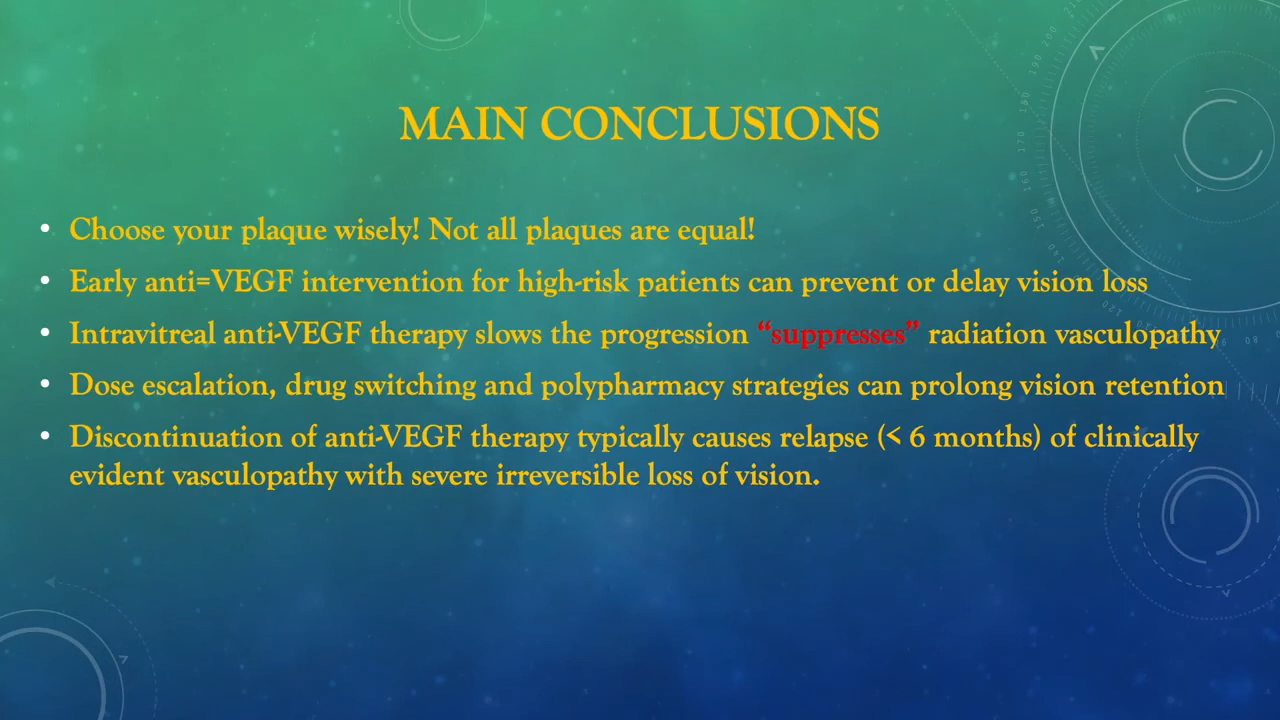 MAIN CONCLUSIONS
• Choose your plaque wisely! Not all plaques are equal!
• Early anti=VEGF intervention for high-risk patients can prevent or delay vision loss
• Intravitreal anti-VEGF therapy slows the progression “suppresses” radiation vasculopathy
• Dose escalation, drug switching and polypharmacy strategies can prolong vision retention
• Discontinuation of anti-VEGF therapy typically causes relapse (< 6 months) of clinically
evident vasculopathy with severe irreversible loss of vision.